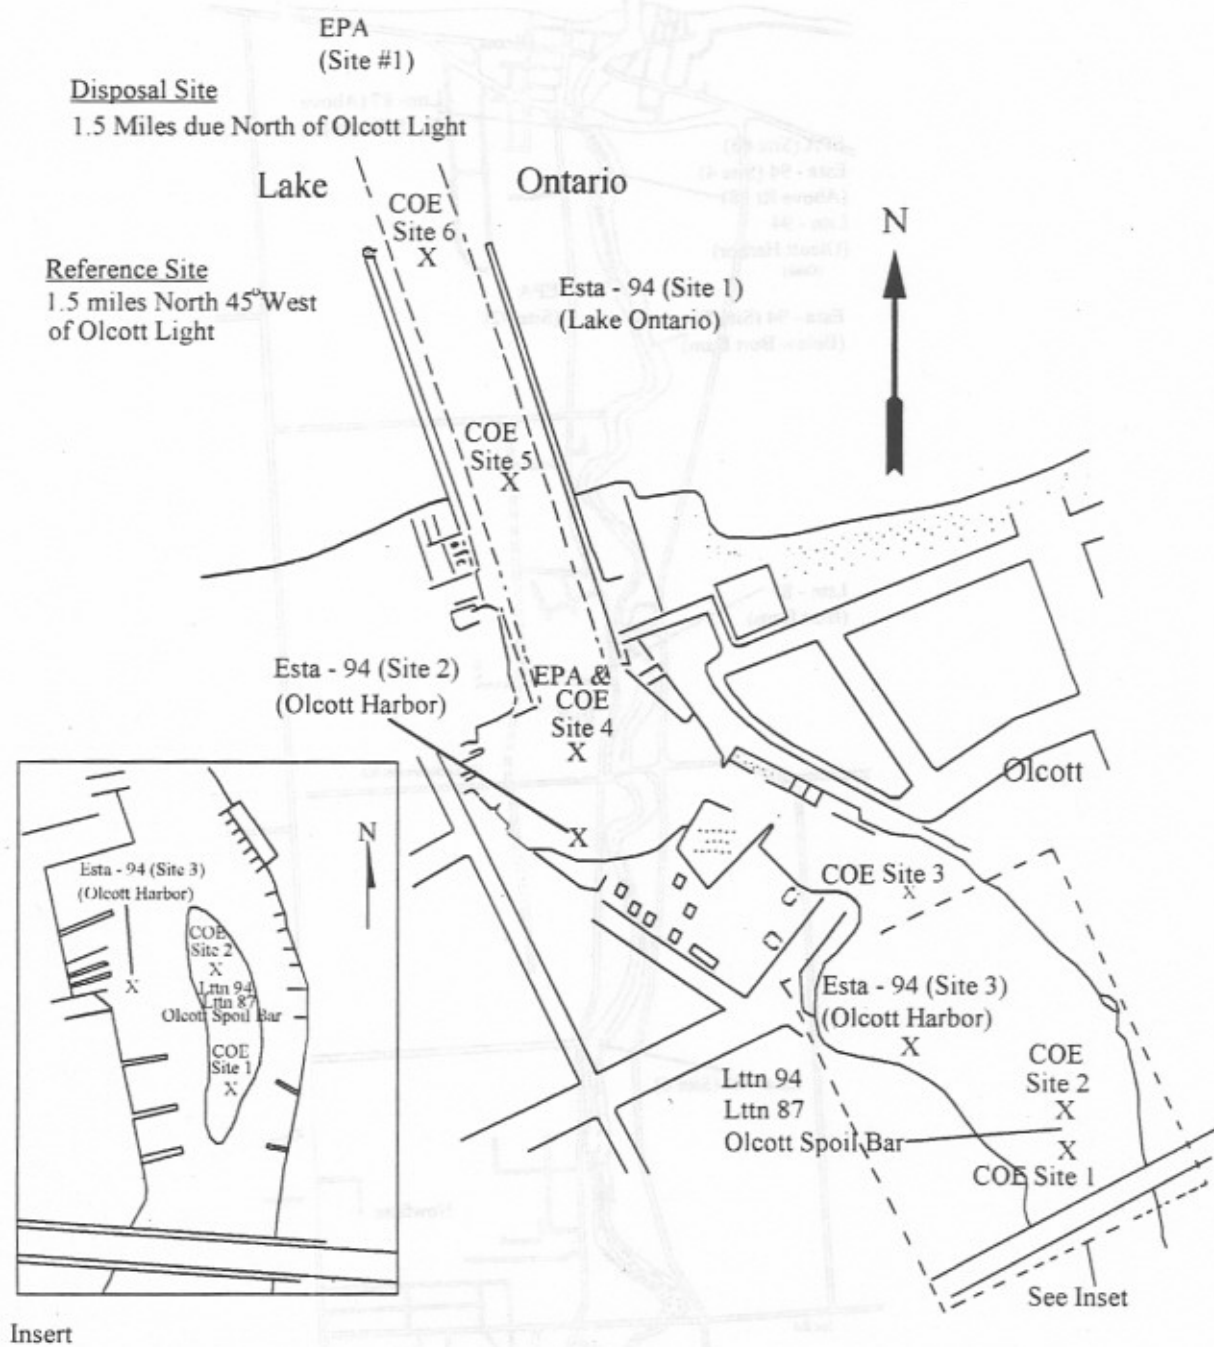 EPA
(Site #1)
Disposal Site
1.5 Miles due North of Olcott Light
Lake
Ontario
COE
Site 6
X
N
Reference Site
1.5 miles North 45° West
of Olcott Light
Esta - 94 (Site 1)
(Lake Ontario)
COE
Site 5
X
Esta - 94 (Site 2)
(Olcott Harbor)
X
EPA &
COE
Site 4
X
Olcott
COE Site 3
X
Esta - 94 (Site 3)
(Olcott Harbor)
X
COE
Site 2
X
Lttn 94
Lttn 87
Olcott Spoil Bar
X
COE Site 1
See Inset
N
Esta - 94 (Site 3)
(Olcott Harbor)
X
COE
Site 2
X
Lttn 94
Lttn 87
Olcott Spoil Bar
COE
Site 1
X
Insert